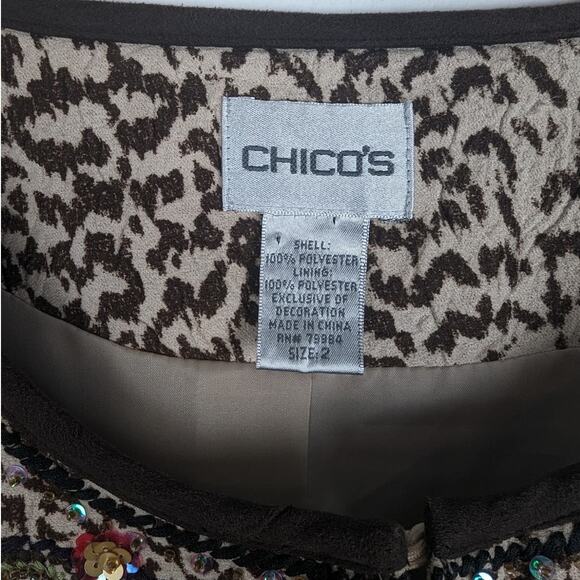 CHICO'S
SHELL:
100% POLYESTER
LINING:
100% POLYESTER
EXCLUSIVE OF
DECORATION
MADE IN CHINA
RN# 79984
SIZE: 2